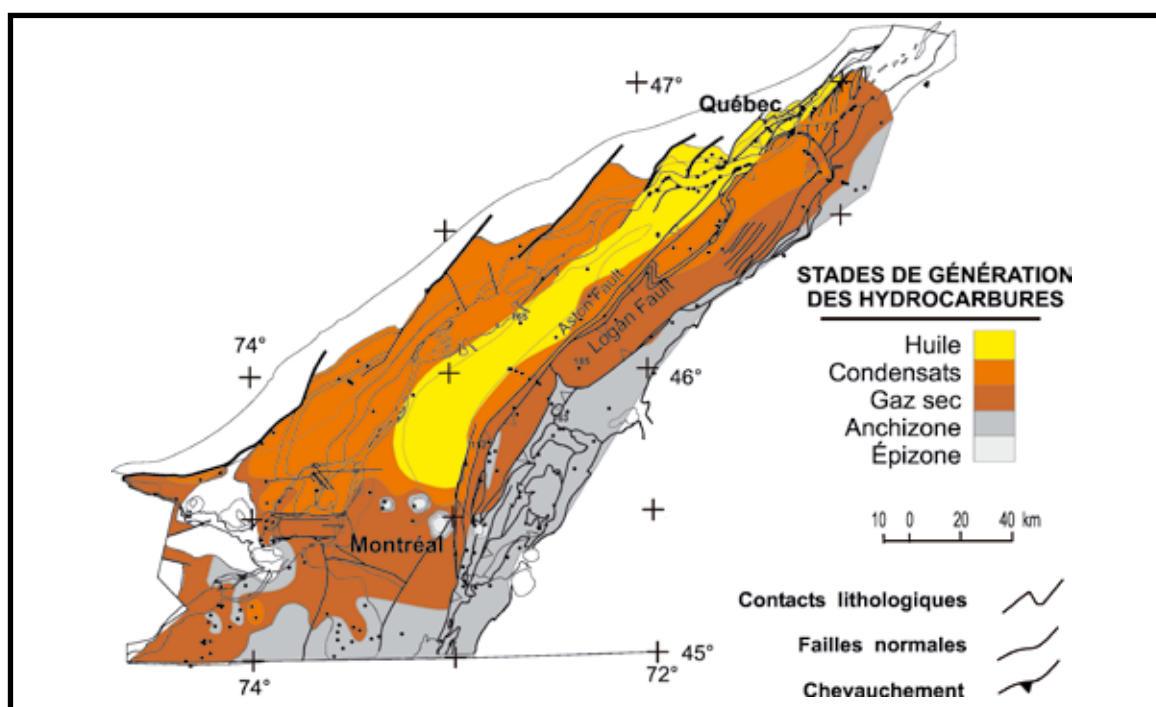 47°
Québec
STADES DE GÉNÉRATION
DES HYDROCARBURES
Aston Fault
Logan Fault
74°
46°
185
Huile
Condensats
Gaz sec
Anchizone
Épizone
10 0 20 40 km
Montréal
Contacts lithologiques
Failles normales
Chevauchement
45°
72°
74°